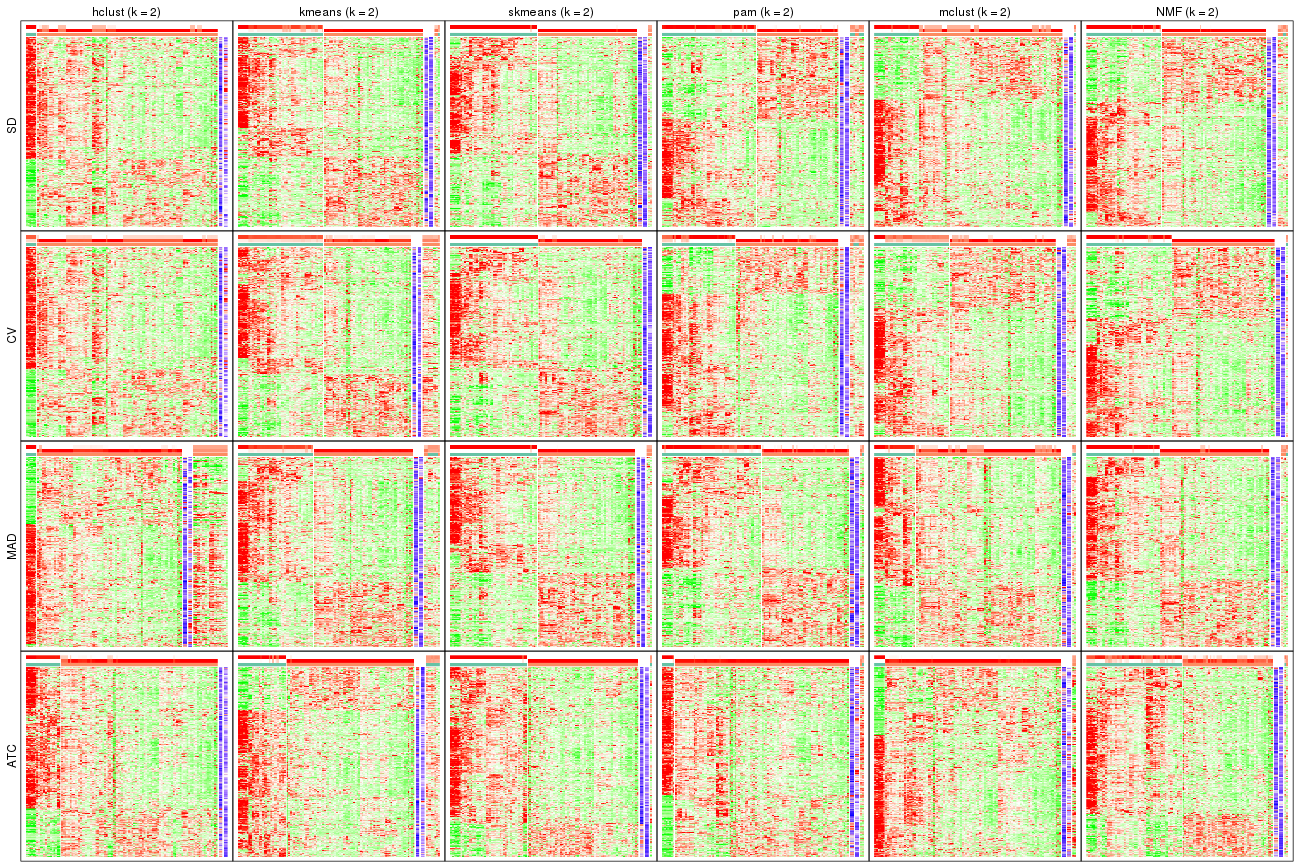 hclust (k = 2) kmeans (k = 2) skmeans (k = 2) pam (k = 2) mclust (k = 2) NMF (k = 2)
SD
CV
MAD
ATC